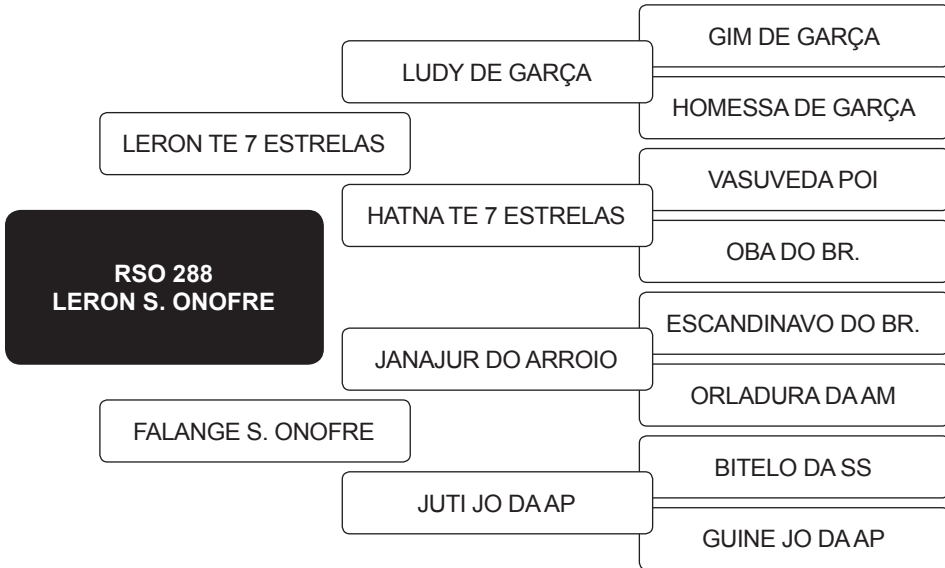 GIM DE GARÇA
LUDY DE GARÇA
HOMESSA DE GARÇA
LERON TE 7 ESTRELAS
VASUVEDA POI
HATNA TE 7 ESTRELAS
OBA DO BR.
RSO 288
LERON S. ONOFRE
ESCANDINAVO DO BR.
JANAJUR DO ARROIO
ORLADURA DA AM
FALANGE S. ONOFRE
BITELO DA SS
JUTI JO DA AP
GUINE JO DA AP